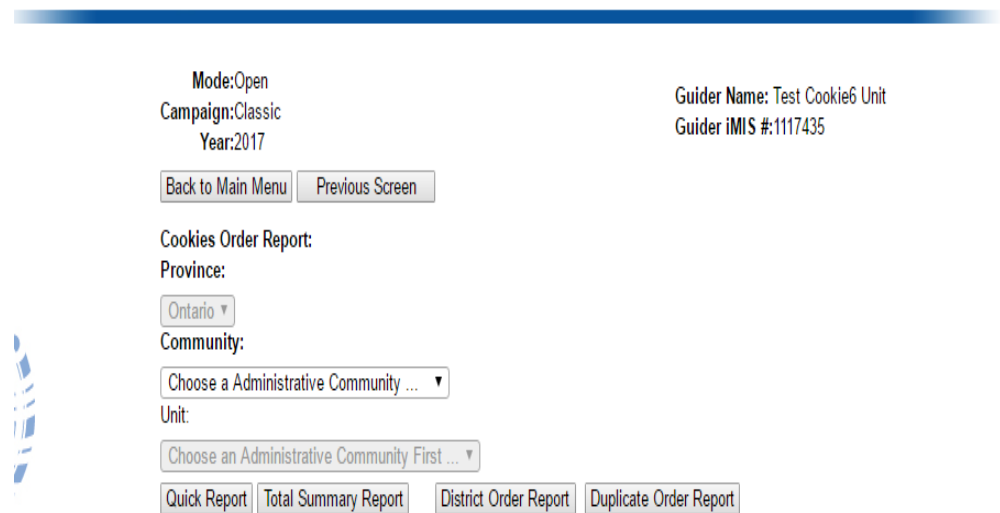 Mode:Open
Campaign:Classic
Year:2017
Guider Name: Test Cookie6 Unit
Guider iMIS #:1117435
Back to Main Menu Previous Screen
Cookies Order Report:
Province:
Ontario
Community:
Choose a Administrative Community ...
Unit:
Choose an Administrative Community First ...
Quick Report Total Summary Report District Order Report Duplicate Order Report